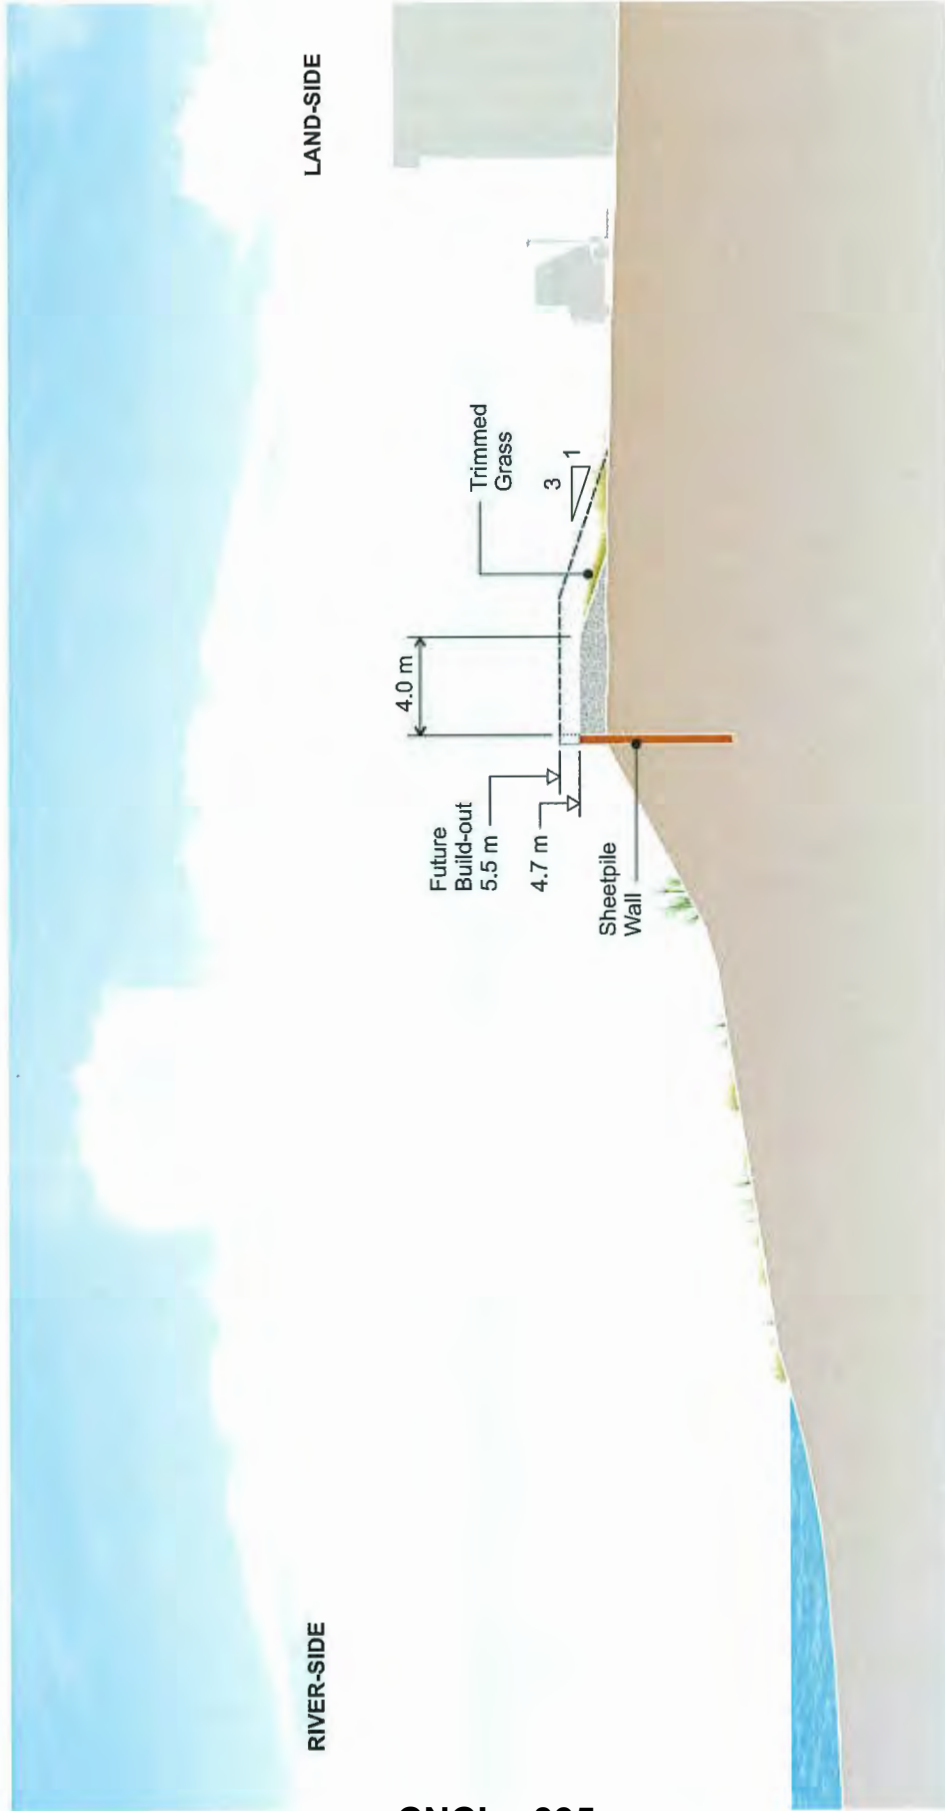 RIVER-SIDE
LAND-SIDE
4.0 m
Future
Build-out
5.5 m
4.7 m
Sheetpile
Wall
Trimmed
Grass
3
1